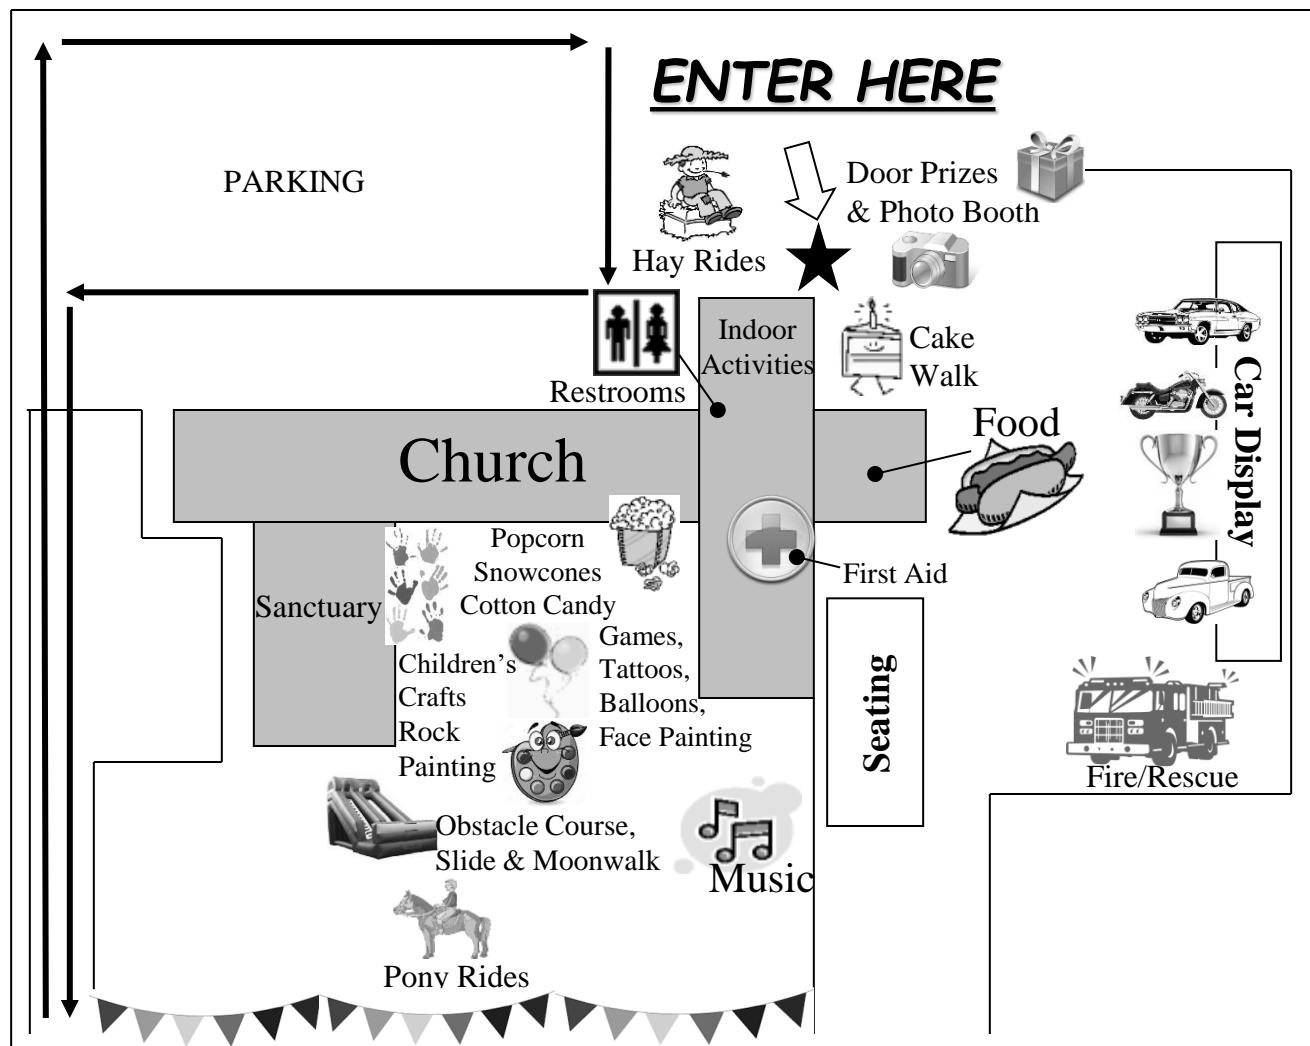 ENTER HERE
PARKING
Door Prizes
& Photo Booth
Hay Rides
Indoor
Activities
Cake
Walk
Restrooms
Food
Car Display
Church
Popcorn
Snowcones
Cotton Candy
First Aid
Sanctuary
Games,
Tattoos,
Balloons,
Face Painting
Children’s
Crafts
Rock
Painting
Seating
Fire/Rescue
Obstacle Course,
Slide & Moonwalk
Music
Pony Rides